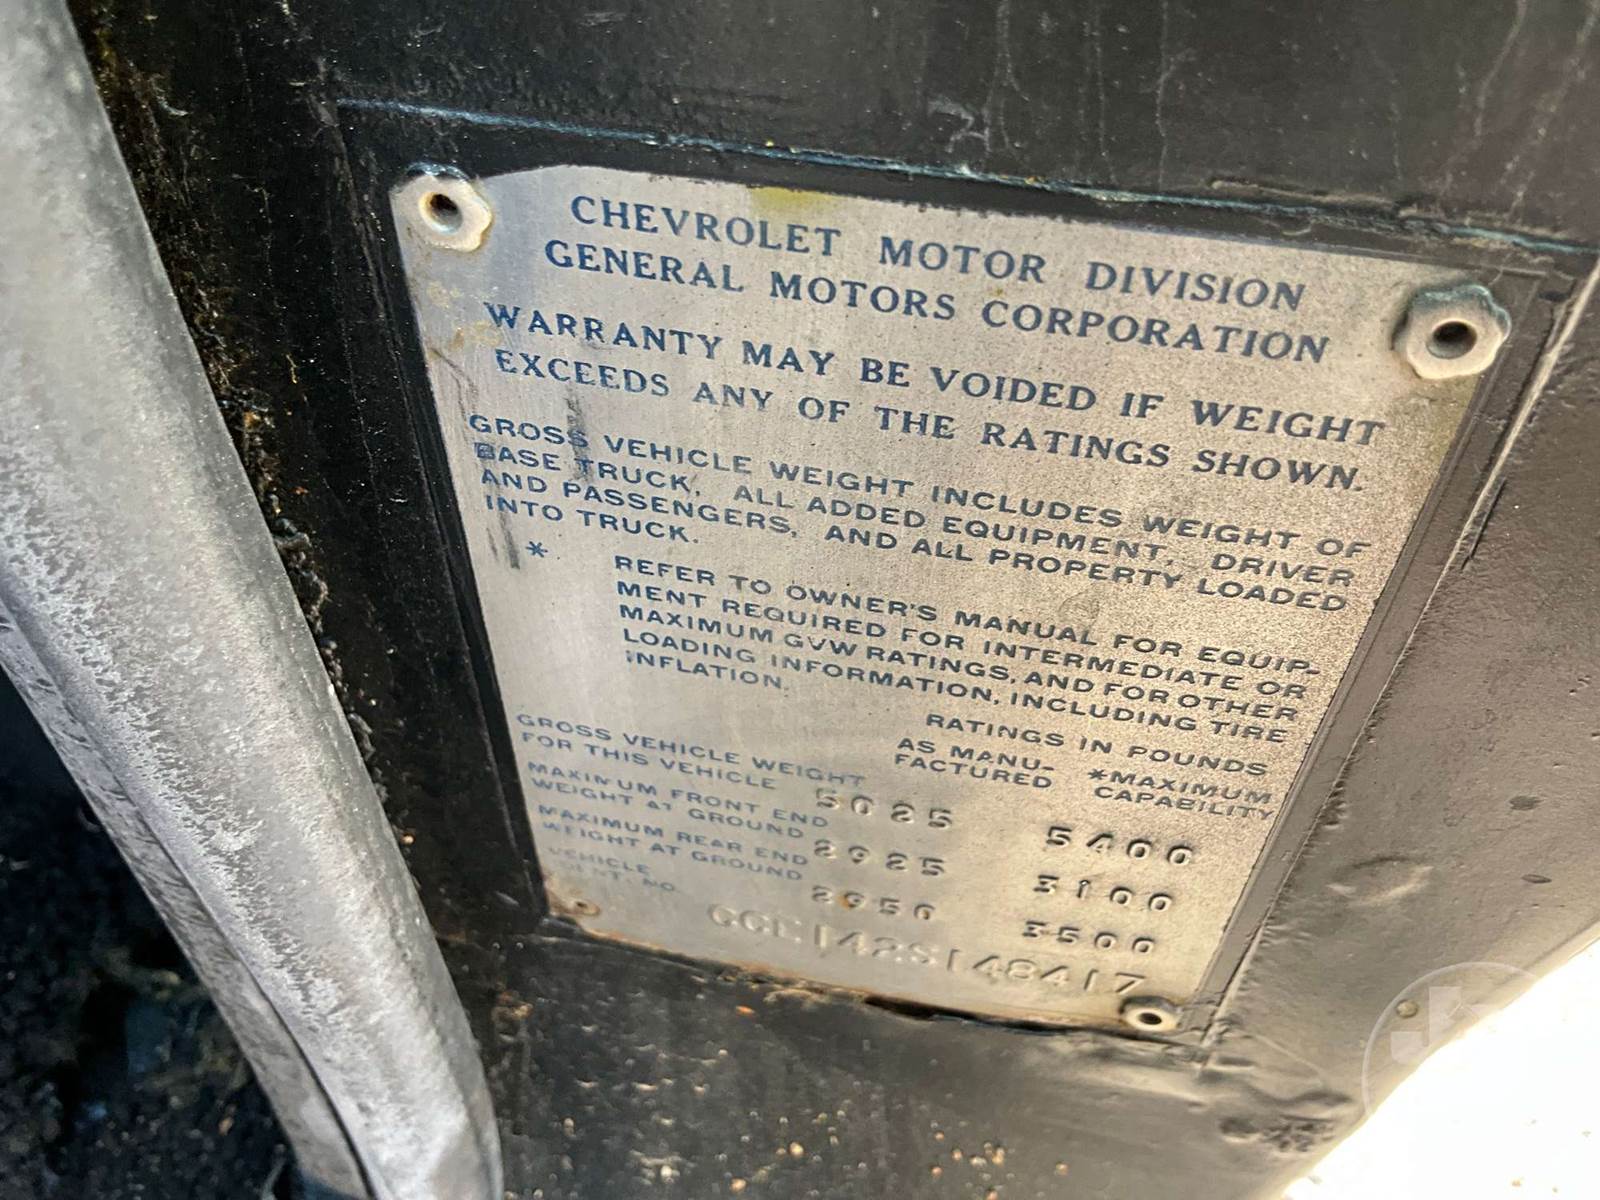 CHEVROLET MOTOR DIVISION
GENERAL MOTORS CORPORATION
WARRANTY MAY BE VOIDED IF WEIGHT
EXCEEDS ANY OF THE RATINGS SHOWN.
GROSS VEHICLE WEIGHT INCLUDES WEIGHT OF
BASE TRUCK, ALL ADDED EQUIPMENT, DRIVER
AND PASSENGERS, AND ALL PROPERTY LOADED
INTO TRUCK.
* REFER TO OWNER'S MANUAL FOR EQUIP-
MENT REQUIRED FOR INTERMEDIATE OR
MAXIMUM GVW RATINGS, AND FOR OTHER
LOADING INFORMATION, INCLUDING TIRE
INFLATION.
RATINGS IN POUNDS
AS MANU-
FACTURED
*MAXIMUM
CAPABILITY
GROSS VEHICLE WEIGHT
FOR THIS VEHICLE 5025 5400
MAXIMUM FRONT END
WEIGHT AT GROUND 2925 3100
MAXIMUM REAR END
WEIGHT AT GROUND 2950 3500
VEHICLE
IDENT. NO. CCE142S148417